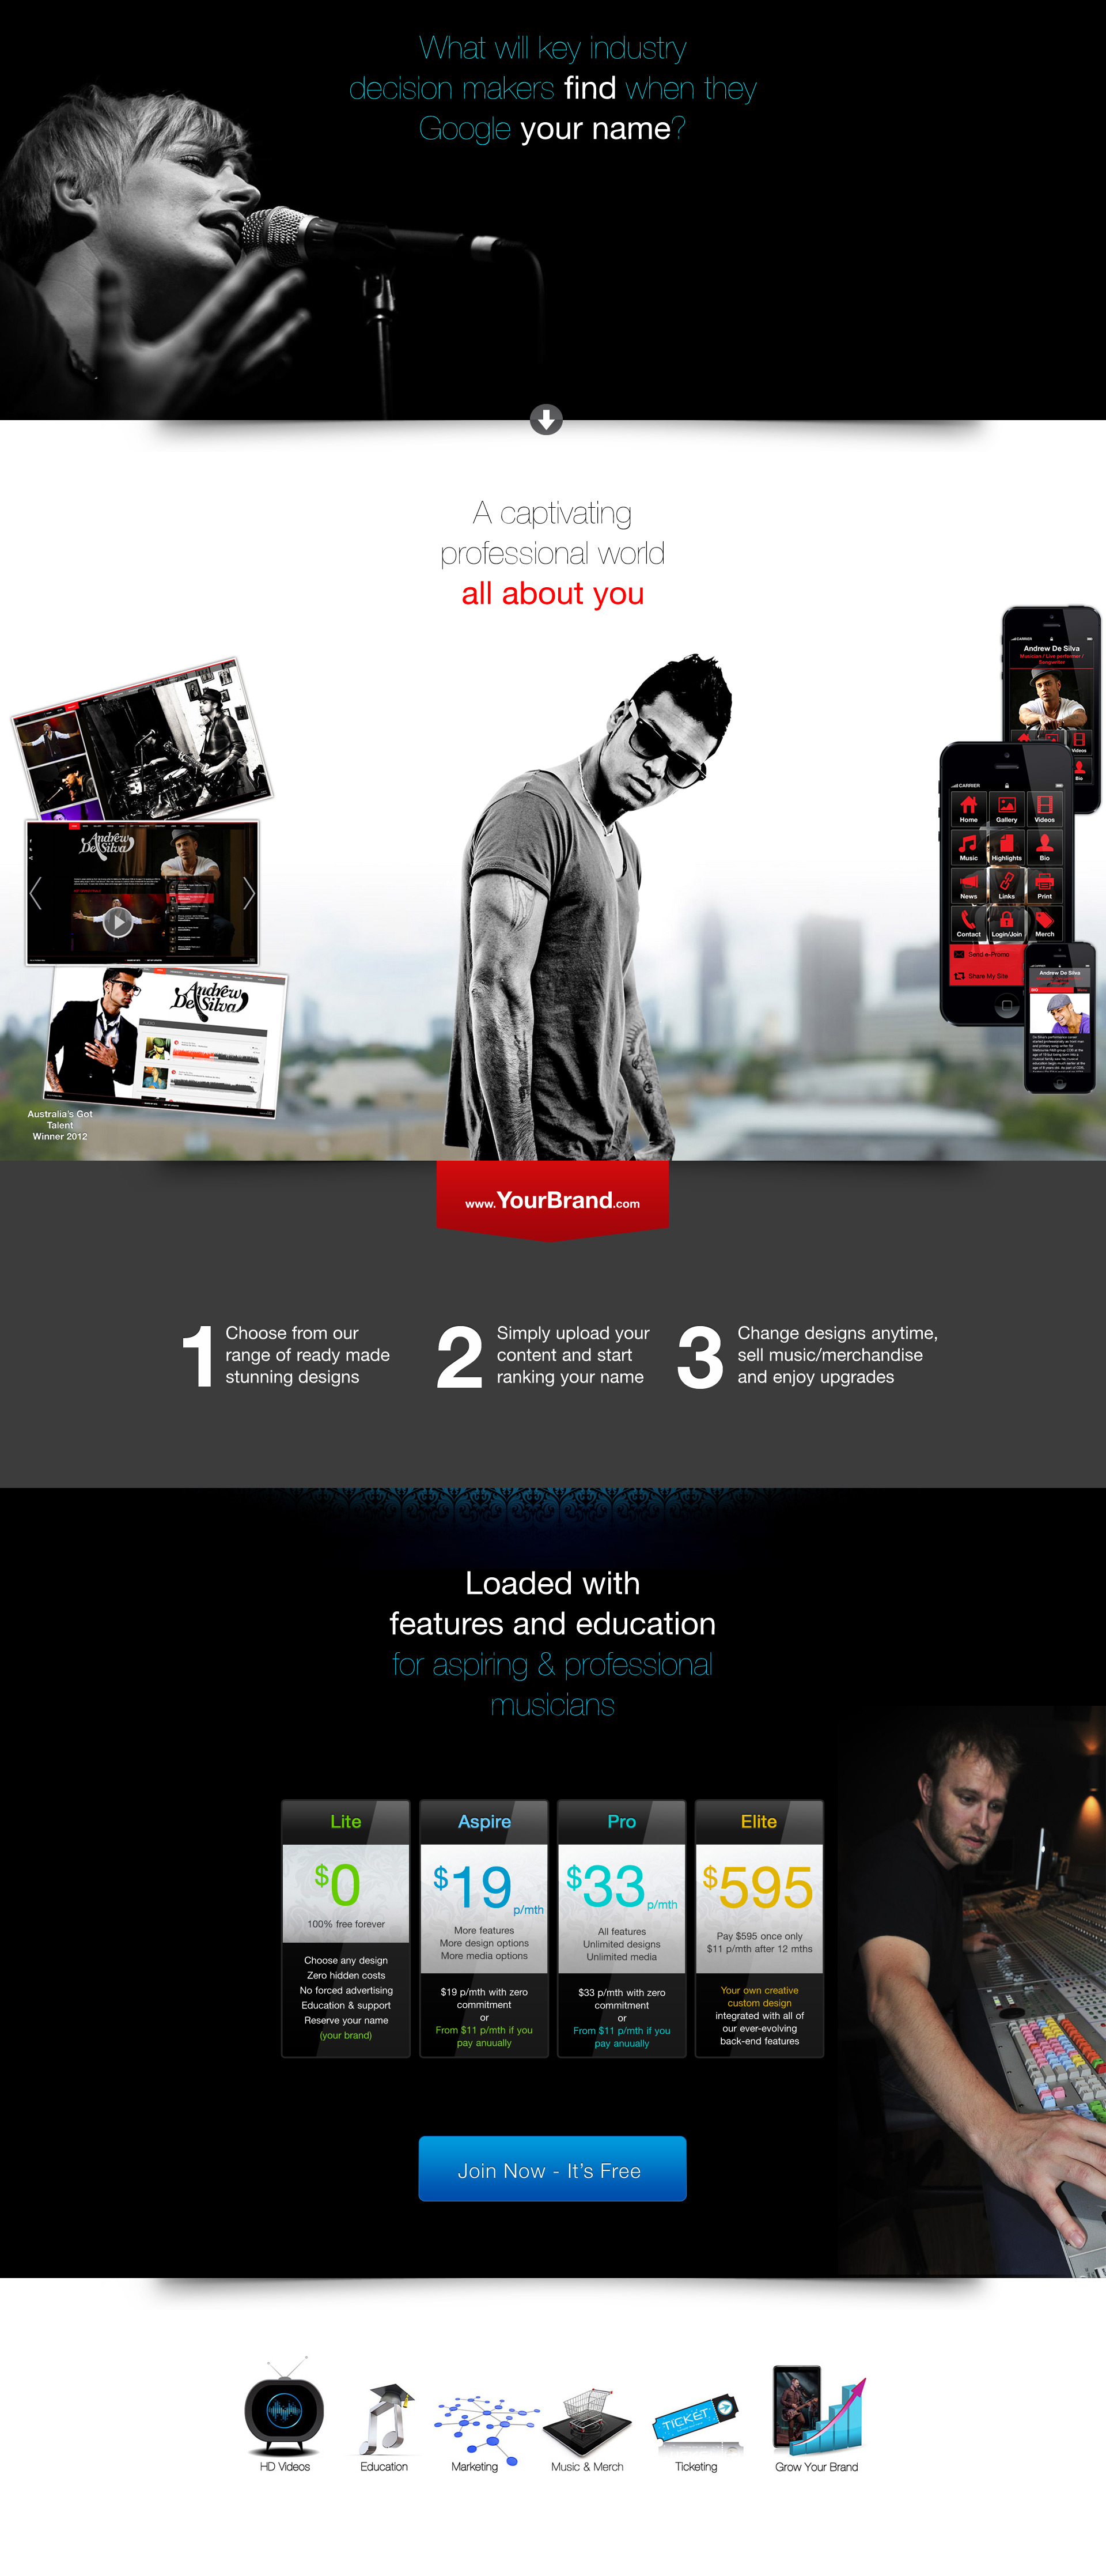 What will key industry
decision makers find when they
Google your name?
A captivating
professional world
all about you
CARRIER
Andrew De Silva
Musician / Live performer /
Songwriter
Videos
Bio
CARRIER
Home Gallery Videos
Music Highlights Bio
News Links Print
Contact Login/Join Merch
Send e-Promo
Share My Site
Andrew De Silva
BIO
Andrew
De Silva
Andrew
De Silva
Australia's Got
Talent
Winner 2012
www.YourBrand.com
1 Choose from our
range of ready made
stunning designs
2 Simply upload your
content and start
ranking your name
3 Change designs anytime,
sell music/merchandise
and enjoy upgrades
Loaded with
features and education
for aspiring & professional
musicians
Lite
$0
100% free forever
Choose any design
Zero hidden costs
No forced advertising
Education & support
Reserve your name
(your brand)
Aspire
$19 p/mth
More features
More design options
More media options
$19 p/mth with zero
commitment
or
From $11 p/mth if you
pay anuually
Pro
$33 p/mth
All features
Unlimited designs
Unlimited media
$33 p/mth with zero
commitment
or
From $11 p/mth if you
pay anuually
Elite
$595
Pay $595 once only
$11 p/mth after 12 mths
Your own creative
custom design
integrated with all of
our ever-evolving
back-end features
Join Now - It's Free
TICKET
HD Videos
Education
Marketing
Music & Merch
Ticketing
Grow Your Brand